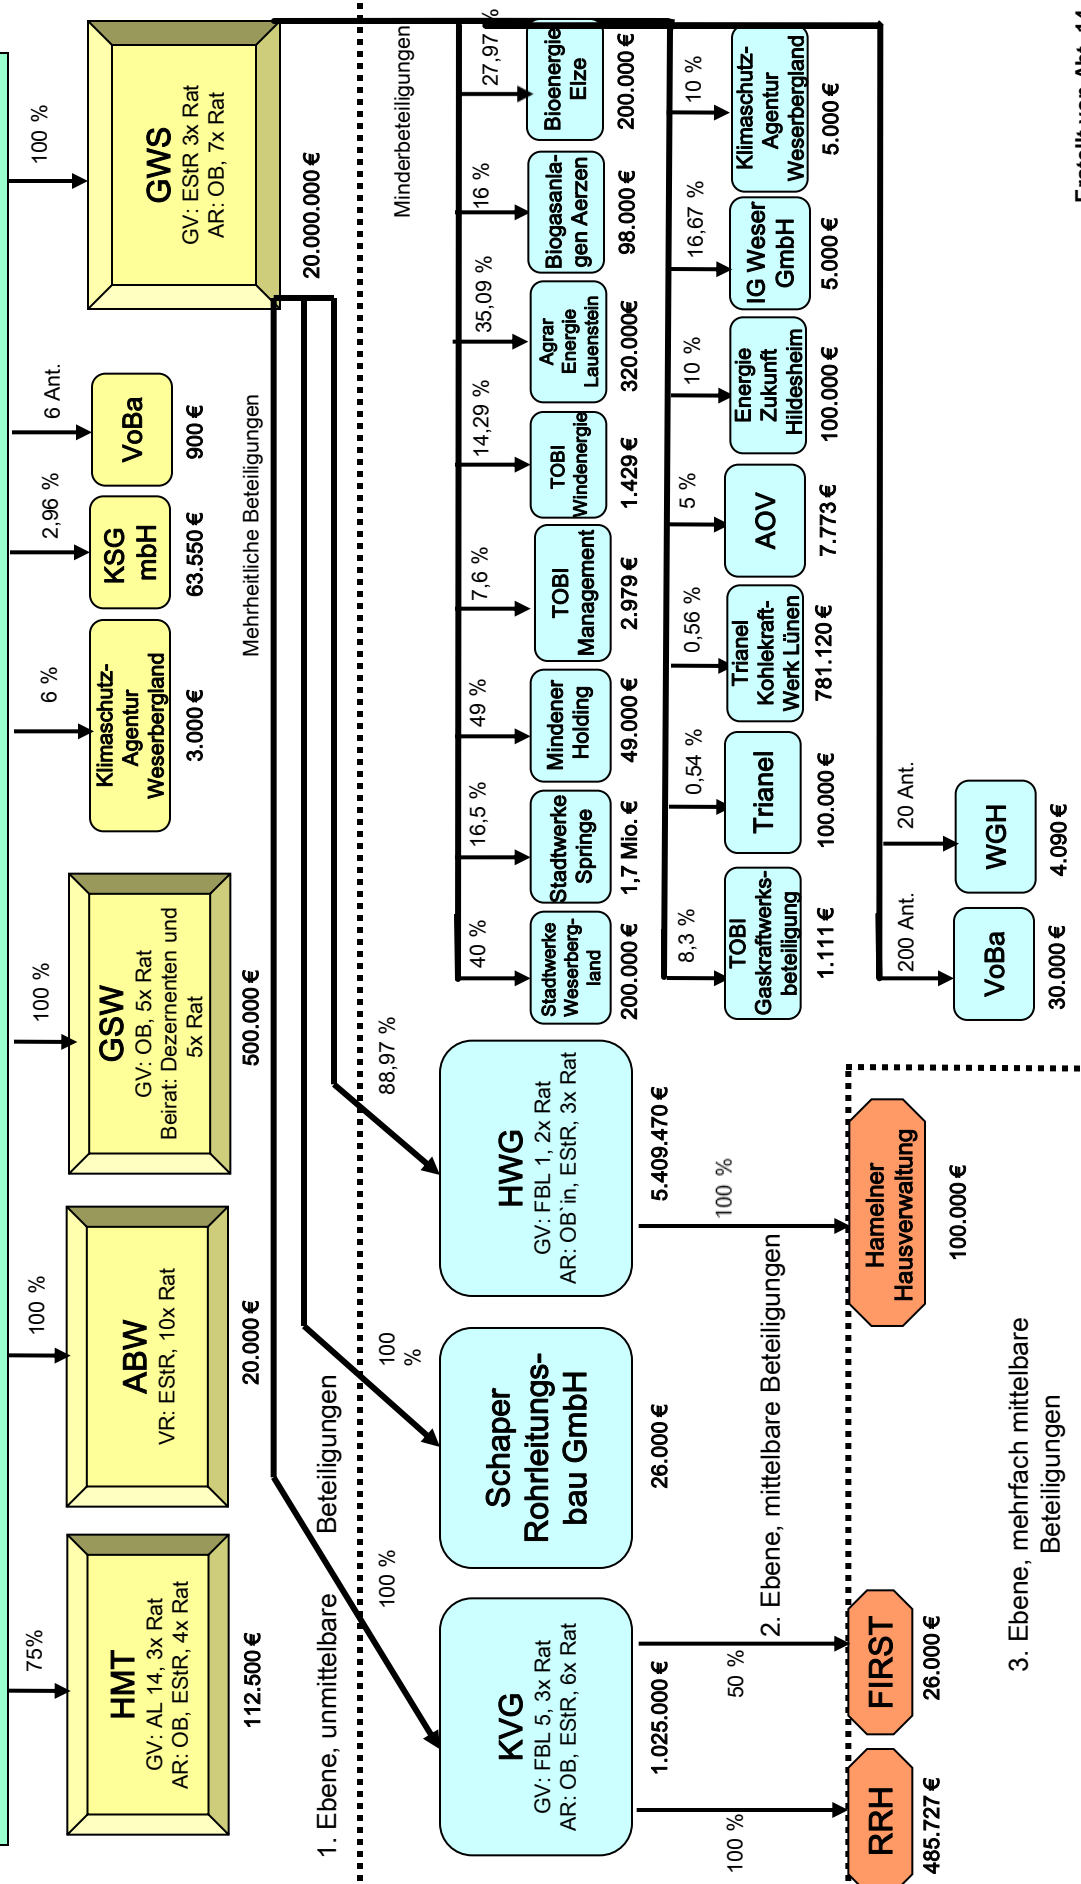 75%
100 %
100 %
6 %
2,96 %
6 Ant.
100 %
HMT
GV: AL 14, 3x Rat
AR: OB, EStR, 4x Rat
112.500 €
ABW
VR: EStR, 10x Rat
20.000 €
GSW
GV: OB, 5x Rat
Beirat: Dezernenten und
5x Rat
500.000 €
Klimaschutz-
Agentur
Weserbergland
3.000 €
KSG
mbH
63.550 €
VoBa
900 €
GWS
GV: EStR 3x Rat
AR: OB, 7x Rat
20.000.000 €
Mehrheitliche Beteiligungen
Minderbeteiligungen
1. Ebene, unmittelbare Beteiligungen
100 %
100
%
88,97 %
KVG
GV: FBL 5, 3x Rat
AR: OB, EStR, 6x Rat
1.025.000 €
Schaper
Rohrleitungs-
bau GmbH
26.000 €
HWG
GV: FBL 1, 2x Rat
AR: OB`in, EStR, 3x Rat
5.409.470 €
40 %
16,5 %
49 %
7,6 %
14,29 %
35,09 %
16 %
27,97 %
Stadtwerke
Weserberg-
land
200.000 €
Stadtwerke
Springe
1,7 Mio. €
Mindener
Holding
49.000 €
TOBI
Management
2.979 €
TOBI
Windenergie
1.429 €
Agrar
Energie
Lauenstein
320.000€
Biogasanla-
gen Aerzen
98.000 €
Bioenergie
Elze
200.000 €
8,3 %
0,54 %
0,56 %
5 %
10 %
16,67 %
10 %
TOBI
Gaskraftwerks-
beteiligung
1.111 €
Trianel
100.000 €
Trianel
Kohlekraft-
Werk Lünen
781.120 €
AOV
7.773 €
Energie
Zukunft
Hildesheim
100.000 €
IG Weser
GmbH
5.000 €
Klimaschutz-
Agentur
Weserbergland
5.000 €
200 Ant.
20 Ant.
VoBa
30.000 €
WGH
4.090 €
100 %
50 %
2. Ebene, mittelbare Beteiligungen
100 %
RRH
485.727 €
FIRST
26.000 €
Hamelner
Hausverwaltung
100.000 €
3. Ebene, mehrfach mittelbare
Beteiligungen